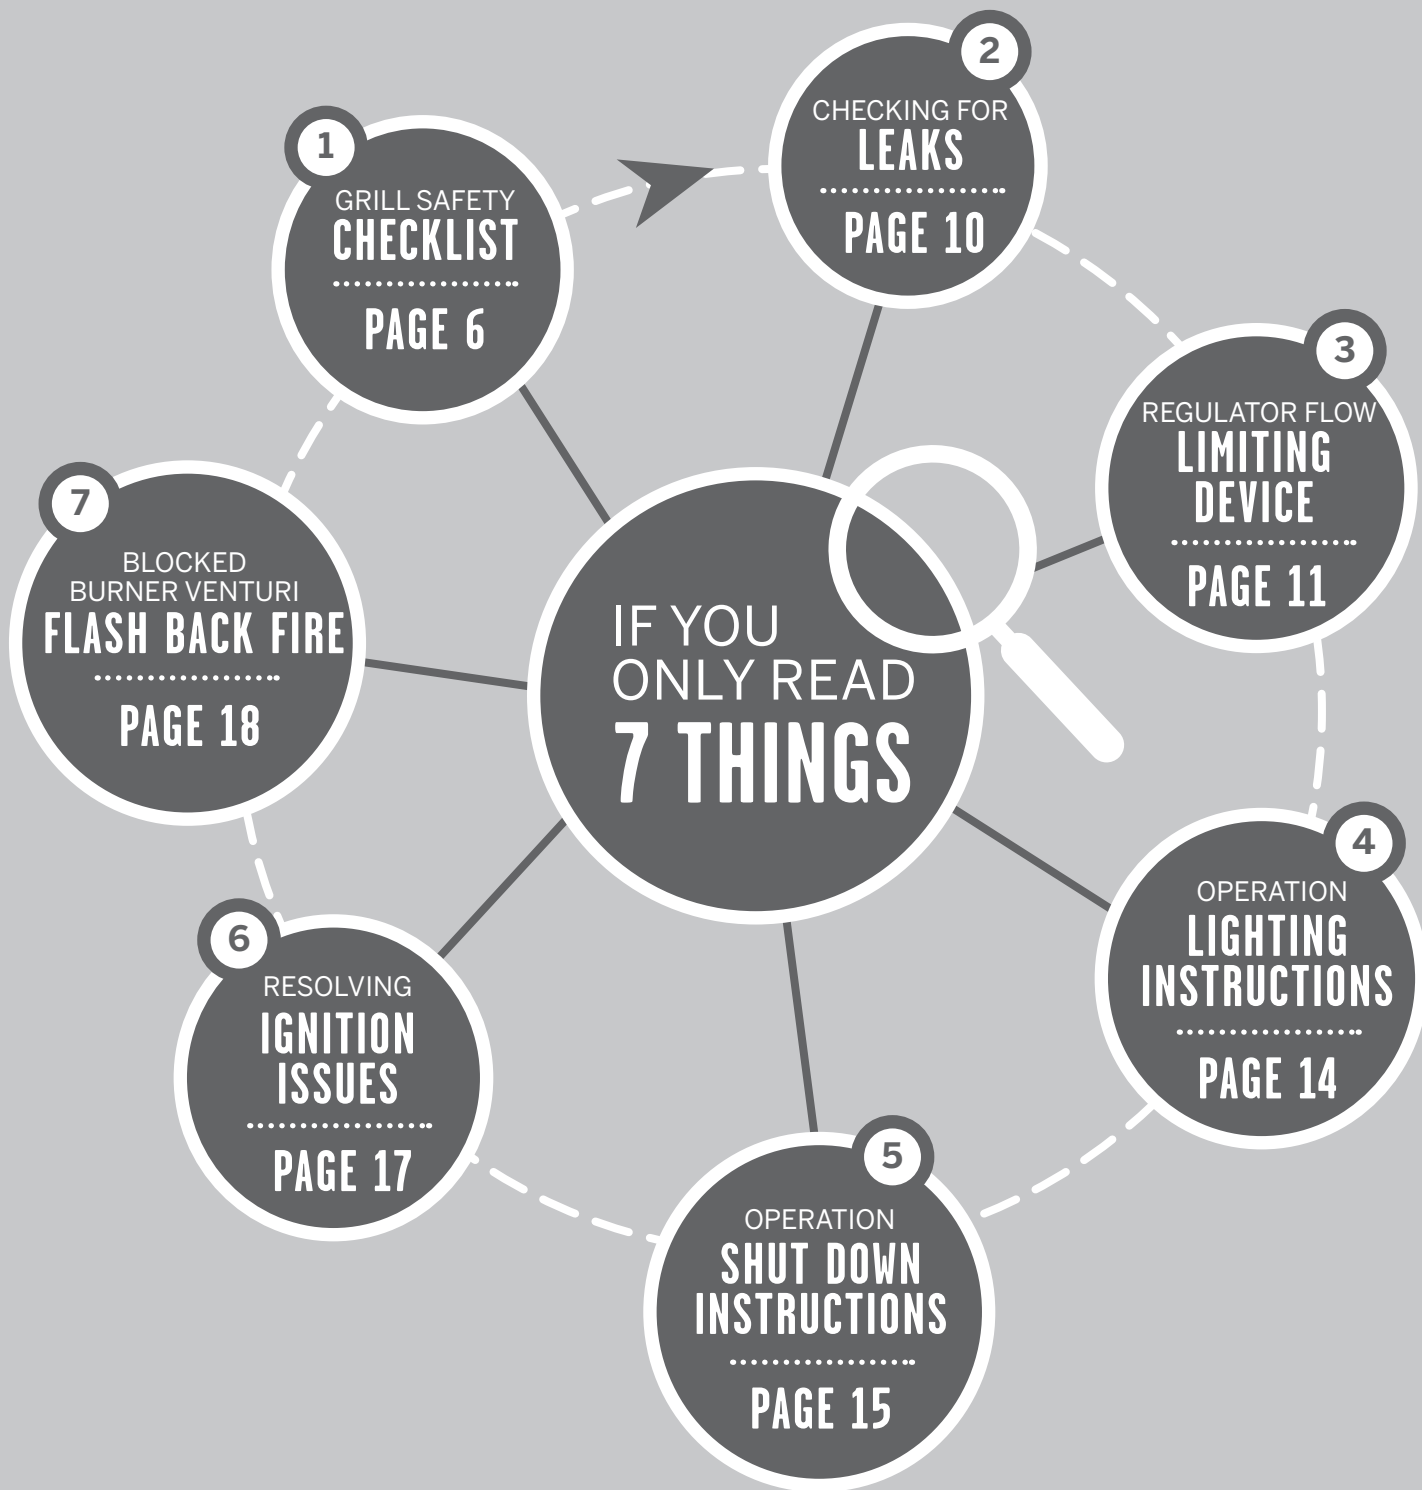 1
GRILL SAFETY
CHECKLIST
PAGE 6
2
CHECKING FOR
LEAKS
PAGE 10
3
REGULATOR FLOW
LIMITING
DEVICE
PAGE 11
4
OPERATION
LIGHTING
INSTRUCTIONS
PAGE 14
5
OPERATION
SHUT DOWN
INSTRUCTIONS
PAGE 15
6
RESOLVING
IGNITION
ISSUES
PAGE 17
7
BLOCKED
BURNER VENTURI
FLASH BACK FIRE
PAGE 18
IF YOU
ONLY READ
7 THINGS